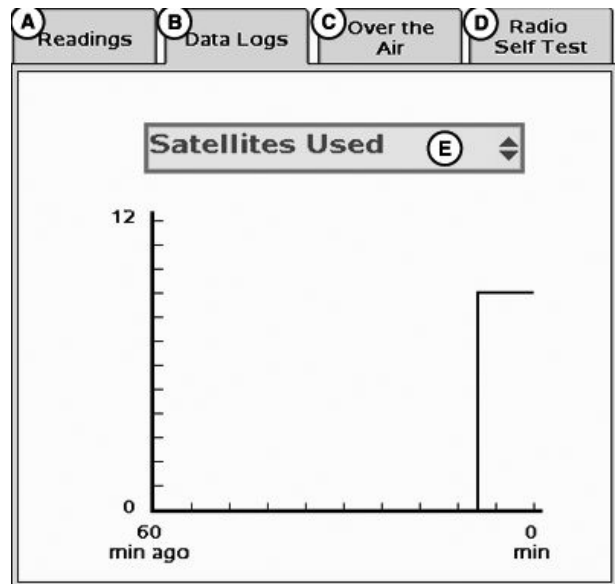 A
Readings
B
Data Logs
C
Over the
Air
D
Radio
Self Test
Satellites Used
E
12
0
60
min ago
0
min